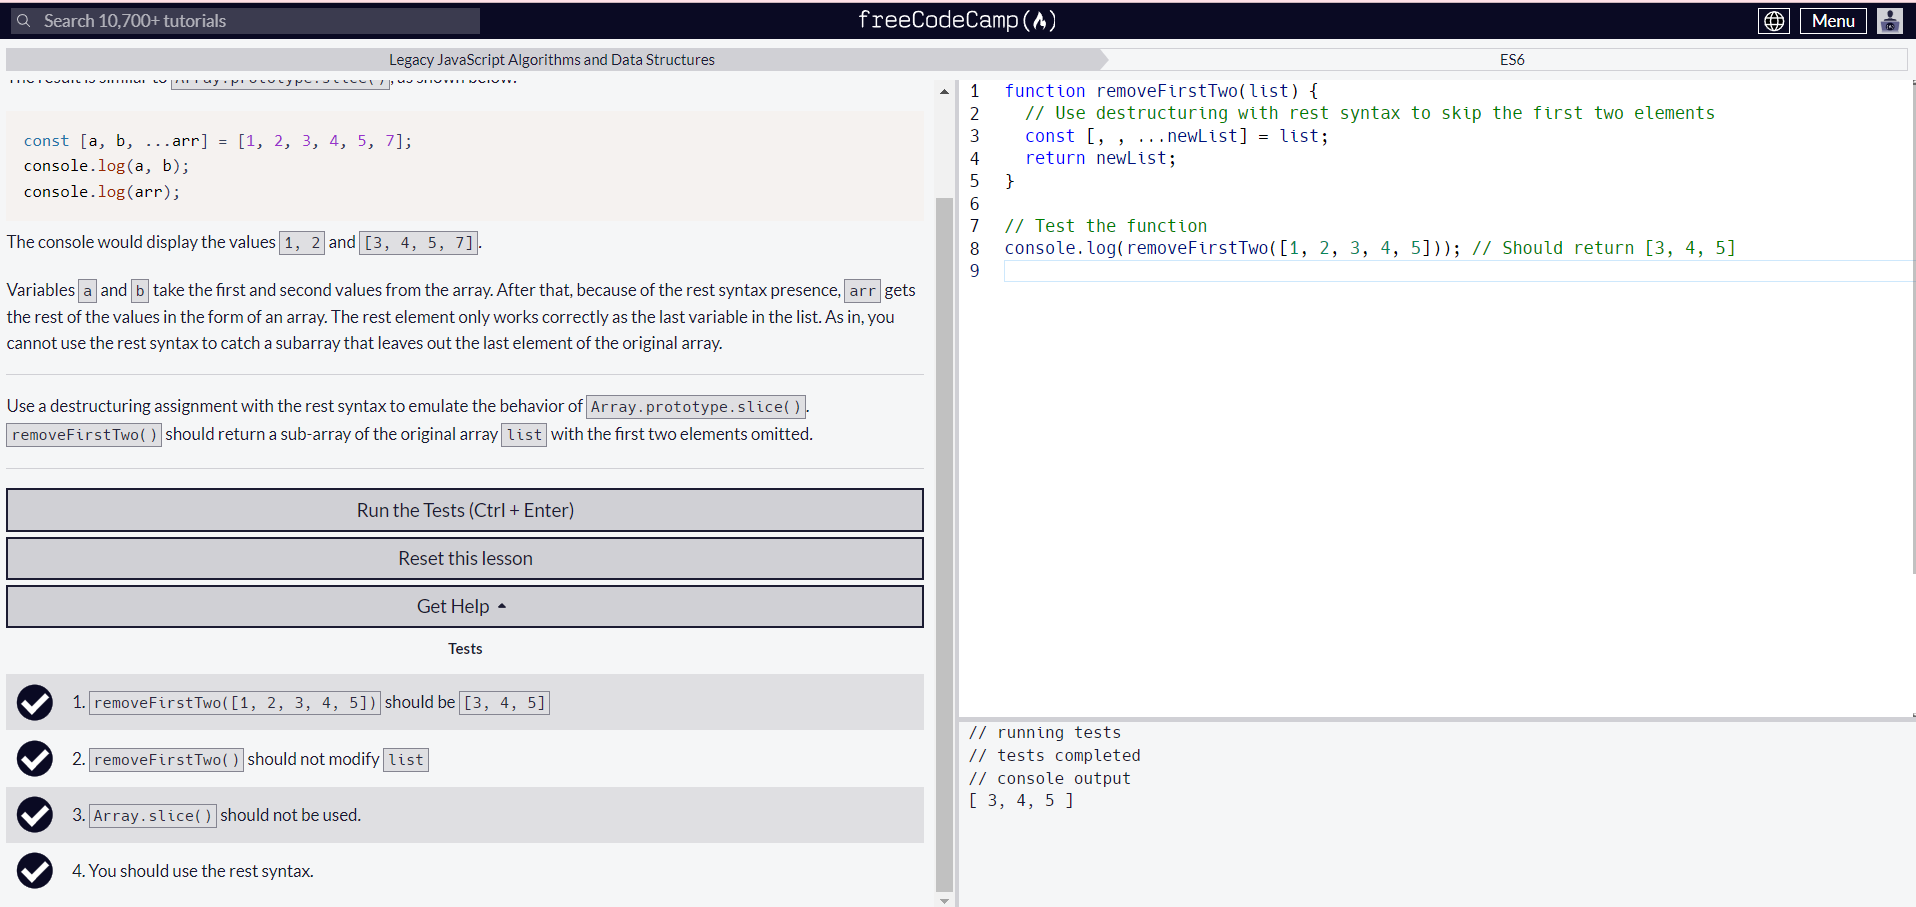 Search 10,700+ tutorials
freeCodeCamp
Menu
Legacy JavaScript Algorithms and Data Structures
ES6
The result is similar to Array.prototype.slice(), as shown below:
const [a, b, ...arr] = [1, 2, 3, 4, 5, 7];
console.log(a, b);
console.log(arr);
The console would display the values 1, 2 and [3, 4, 5, 7].
Variables a and b take the first and second values from the array. After that, because of the rest syntax presence, arr gets
the rest of the values in the form of an array. The rest element only works correctly as the last variable in the list. As in, you
cannot use the rest syntax to catch a subarray that leaves out the last element of the original array.
Use a destructuring assignment with the rest syntax to emulate the behavior of Array.prototype.slice().
removeFirstTwo() should return a sub-array of the original array list with the first two elements omitted.
Run the Tests (Ctrl + Enter)
Reset this lesson
Get Help
Tests
1. removeFirstTwo([1, 2, 3, 4, 5]) should be [3, 4, 5]
2. removeFirstTwo() should not modify list
3. Array.slice() should not be used.
4. You should use the rest syntax.
1 function removeFirstTwo(list) {
2 // Use destructuring with rest syntax to skip the first two elements
3 const [, , ...newList] = list;
4 return newList;
5 }
6
7 // Test the function
8 console.log(removeFirstTwo([1, 2, 3, 4, 5])); // Should return [3, 4, 5]
9
// running tests
// tests completed
// console output
[ 3, 4, 5 ]